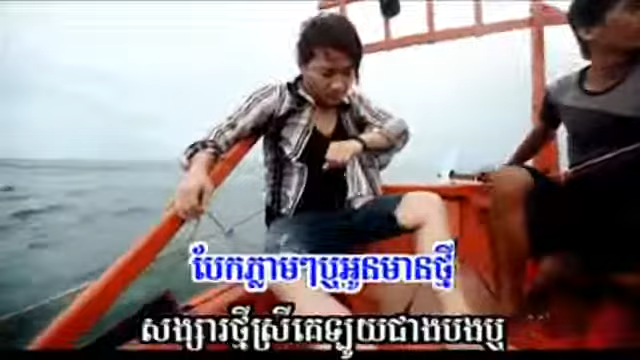 បែកភ្លាមៗឬអូនមានថ្មី
សង្សារថ្មីស្រីគេឡូយជាងបងឬ